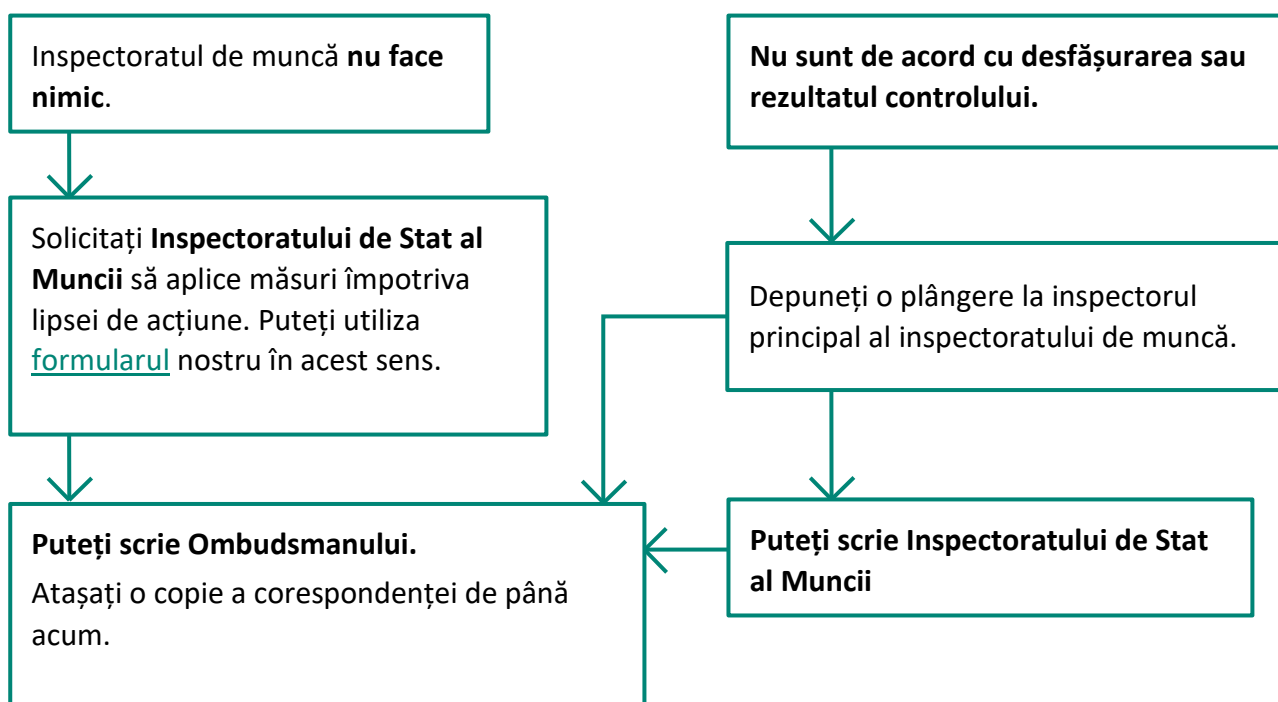 Inspectoratul de muncă nu face
nimic.
Solicitați Inspectoratului de Stat al
Muncii să aplice măsuri împotriva
lipsei de acțiune. Puteți utiliza
formularul nostru în acest sens.
Puteți scrie Ombudsmanului.
Atașați o copie a corespondenței de până
acum.
Nu sunt de acord cu desfășurarea sau
rezultatul controlului.
Depuneți o plângere la inspectorul
principal al inspectoratului de muncă.
Puteți scrie Inspectoratului de Stat
al Muncii